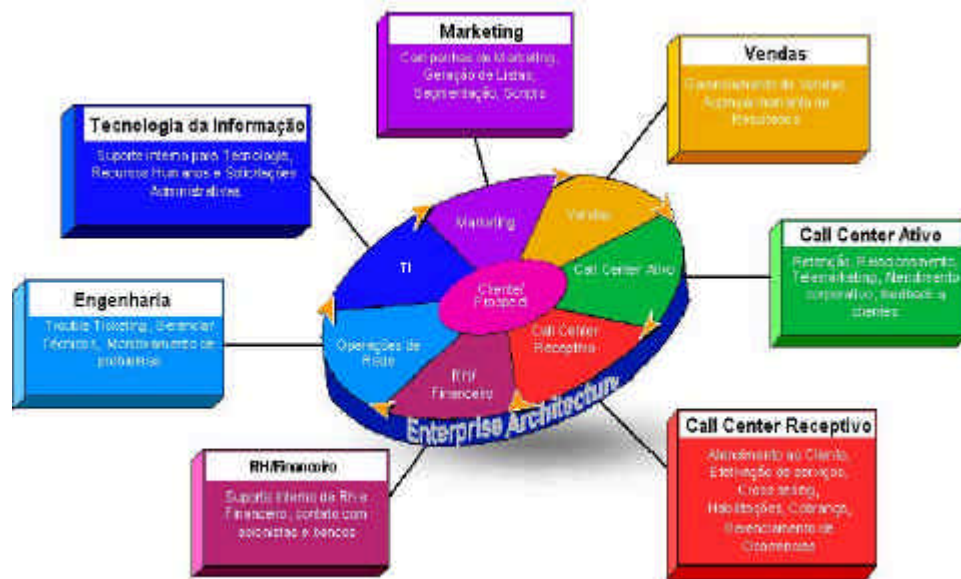 Marketing
Campanhas de Marketing,
Geração de Listas,
Segmentação, Scripts
Vendas
Gerenciamento de Vendas,
Acompanhamento de
Resultados
Tecnologia da Informação
Suporte interno para Tecnologia,
Recursos Humanos e Solicitações
Administrativas
Call Center Ativo
Retenção, Relacionamento,
Telemarketing,
corporativo, feedback a
clientes
Engenharia
Trouble Ticketing, Gerenciar
Técnicos, Monitoramento de
problemas
Marketing
Vendas
TI
Call Center Ativo
Cliente/
Prospect
Operações de
Call Center
Receptivo
RH/
Financeiro
Enterprise Architecture
RH/Financeiro
Suporte Interno de Rh e
Financeiro, contato com
acionistas e bancos
Call Center Receptivo
Atendimento ao Cliente,
Efetivação de serviços,
Cross selling,
Habilitações, Cobrança,
Gerenciamento de
Ocorrências